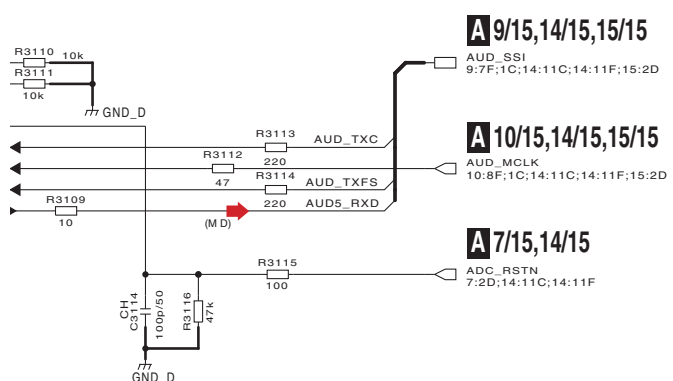 A 9/15,14/15,15/15
AUD_SSI
9:7F;1C;14:11C;14:11F;15:2D
R3110 10k
R3111
10k
GND_D
R3113 AUD_TXC
220
A 10/15,14/15,15/15
R3112
47
AUD_MCLK
10:8F;1C;14:11C;14:11F;15:2D
R3114 AUD_TXFS
220
R3109
10
(MD)
AUD5_RXD
A 7/15,14/15
R3115
100
ADC_RSTN
7:2D;14:11C;14:11F
CH
C3114
100p/50
R3116
47k
GND_D